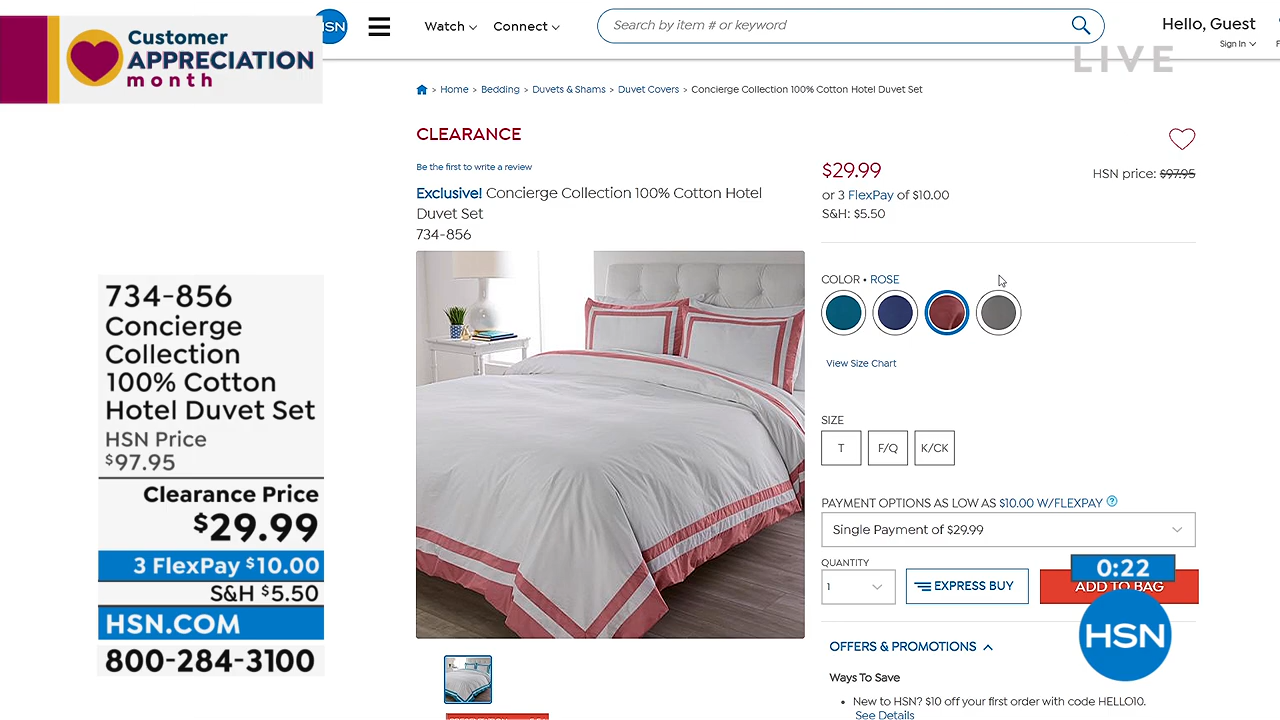 Customer
APPRECIATION
month
HSN
Watch
Connect
Search by item # or keyword
Hello, Guest
Sign In
LIVE
> Home > Bedding > Duvets & Shams > Duvet Covers > Concierge Collection 100% Cotton Hotel Duvet Set
CLEARANCE
Be the first to write a review
Exclusive! Concierge Collection 100% Cotton Hotel
Duvet Set
734-856
$29.99
HSN price: $97.95
or 3 FlexPay of $10.00
S&H: $5.50
COLOR • ROSE
View Size Chart
SIZE
T
F/Q
K/CK
PAYMENT OPTIONS AS LOW AS $10.00 W/FLEXPAY ?
Single Payment of $29.99
QUANTITY
1
EXPRESS BUY
0:22
ADD TO BAG
HSN
OFFERS & PROMOTIONS
Ways To Save
• New to HSN? $10 off your first order with code HELLO10.
See Details
734-856
Concierge
Collection
100% Cotton
Hotel Duvet Set
HSN Price
$97.95
Clearance Price
$29.99
3 FlexPay $10.00
S&H $5.50
HSN.COM
800-284-3100